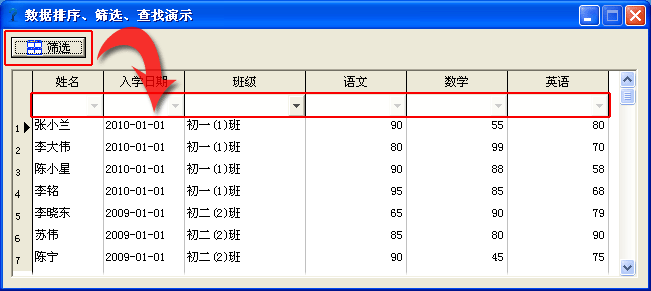 数据排序、筛选、查找演示
筛选
姓名 入学日期 班级 语文 数学 英语
1 张小兰 2010-01-01 初一(1)班 90 55 80
2 李大伟 2010-01-01 初一(1)班 80 99 70
3 陈小星 2010-01-01 初一(1)班 90 88 58
4 李铭 2010-01-01 初一(1)班 95 85 68
5 李晓东 2009-01-01 初二(2)班 65 90 79
6 苏伟 2009-01-01 初二(2)班 85 80 90
7 陈宁 2009-01-01 初二(2)班 90 45 75